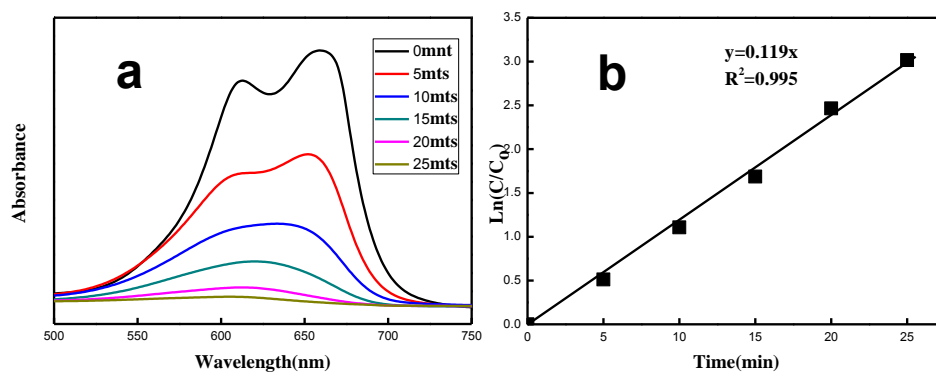 a
0mnt
5mts
10mts
15mts
20mts
25mts
Absorbance
500 550 600 650 700 750
Wavelength(nm)
b
y=0.119x
R²=0.995
Ln(C/C₀)
3.5
3.0
2.5
2.0
1.5
1.0
0.5
0.0
0 5 10 15 20 25
Time(min)